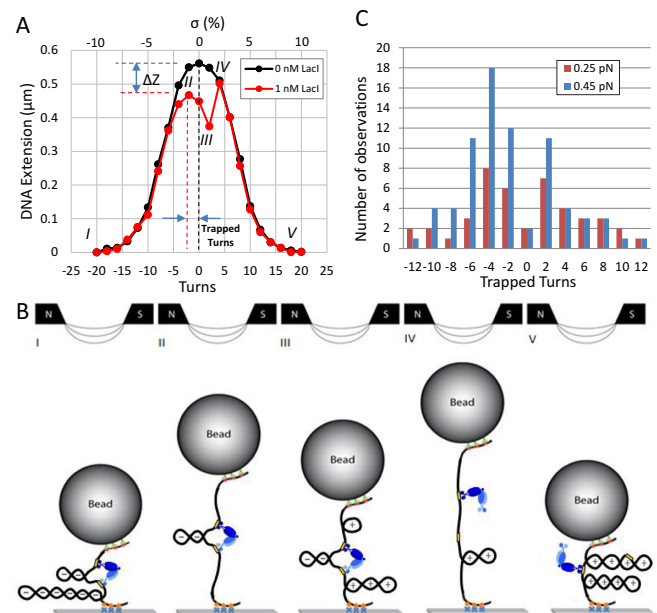 A
σ (%)
-10 -5 0 5 10
DNA Extension (μm)
0.6
0.5
0.4
0.3
0.2
0.1
0
ΔZ
II
IV
III
I
V
0 nM LacI
1 nM LacI
Trapped
Turns
-25 -20 -15 -10 -5 0 5 10 15 20 25
Turns
C
Number of observations
20
18
16
14
12
10
8
6
4
2
0
0.25 pN
0.45 pN
-12 -10 -8 -6 -4 -2 0 2 4 6 8 10 12
Trapped Turns
B
N S N S N S N S N S
I II III IV V
Bead Bead Bead Bead Bead
- - - - - - - -
- -
+ - - + + +
+ +
+ + + + + + +